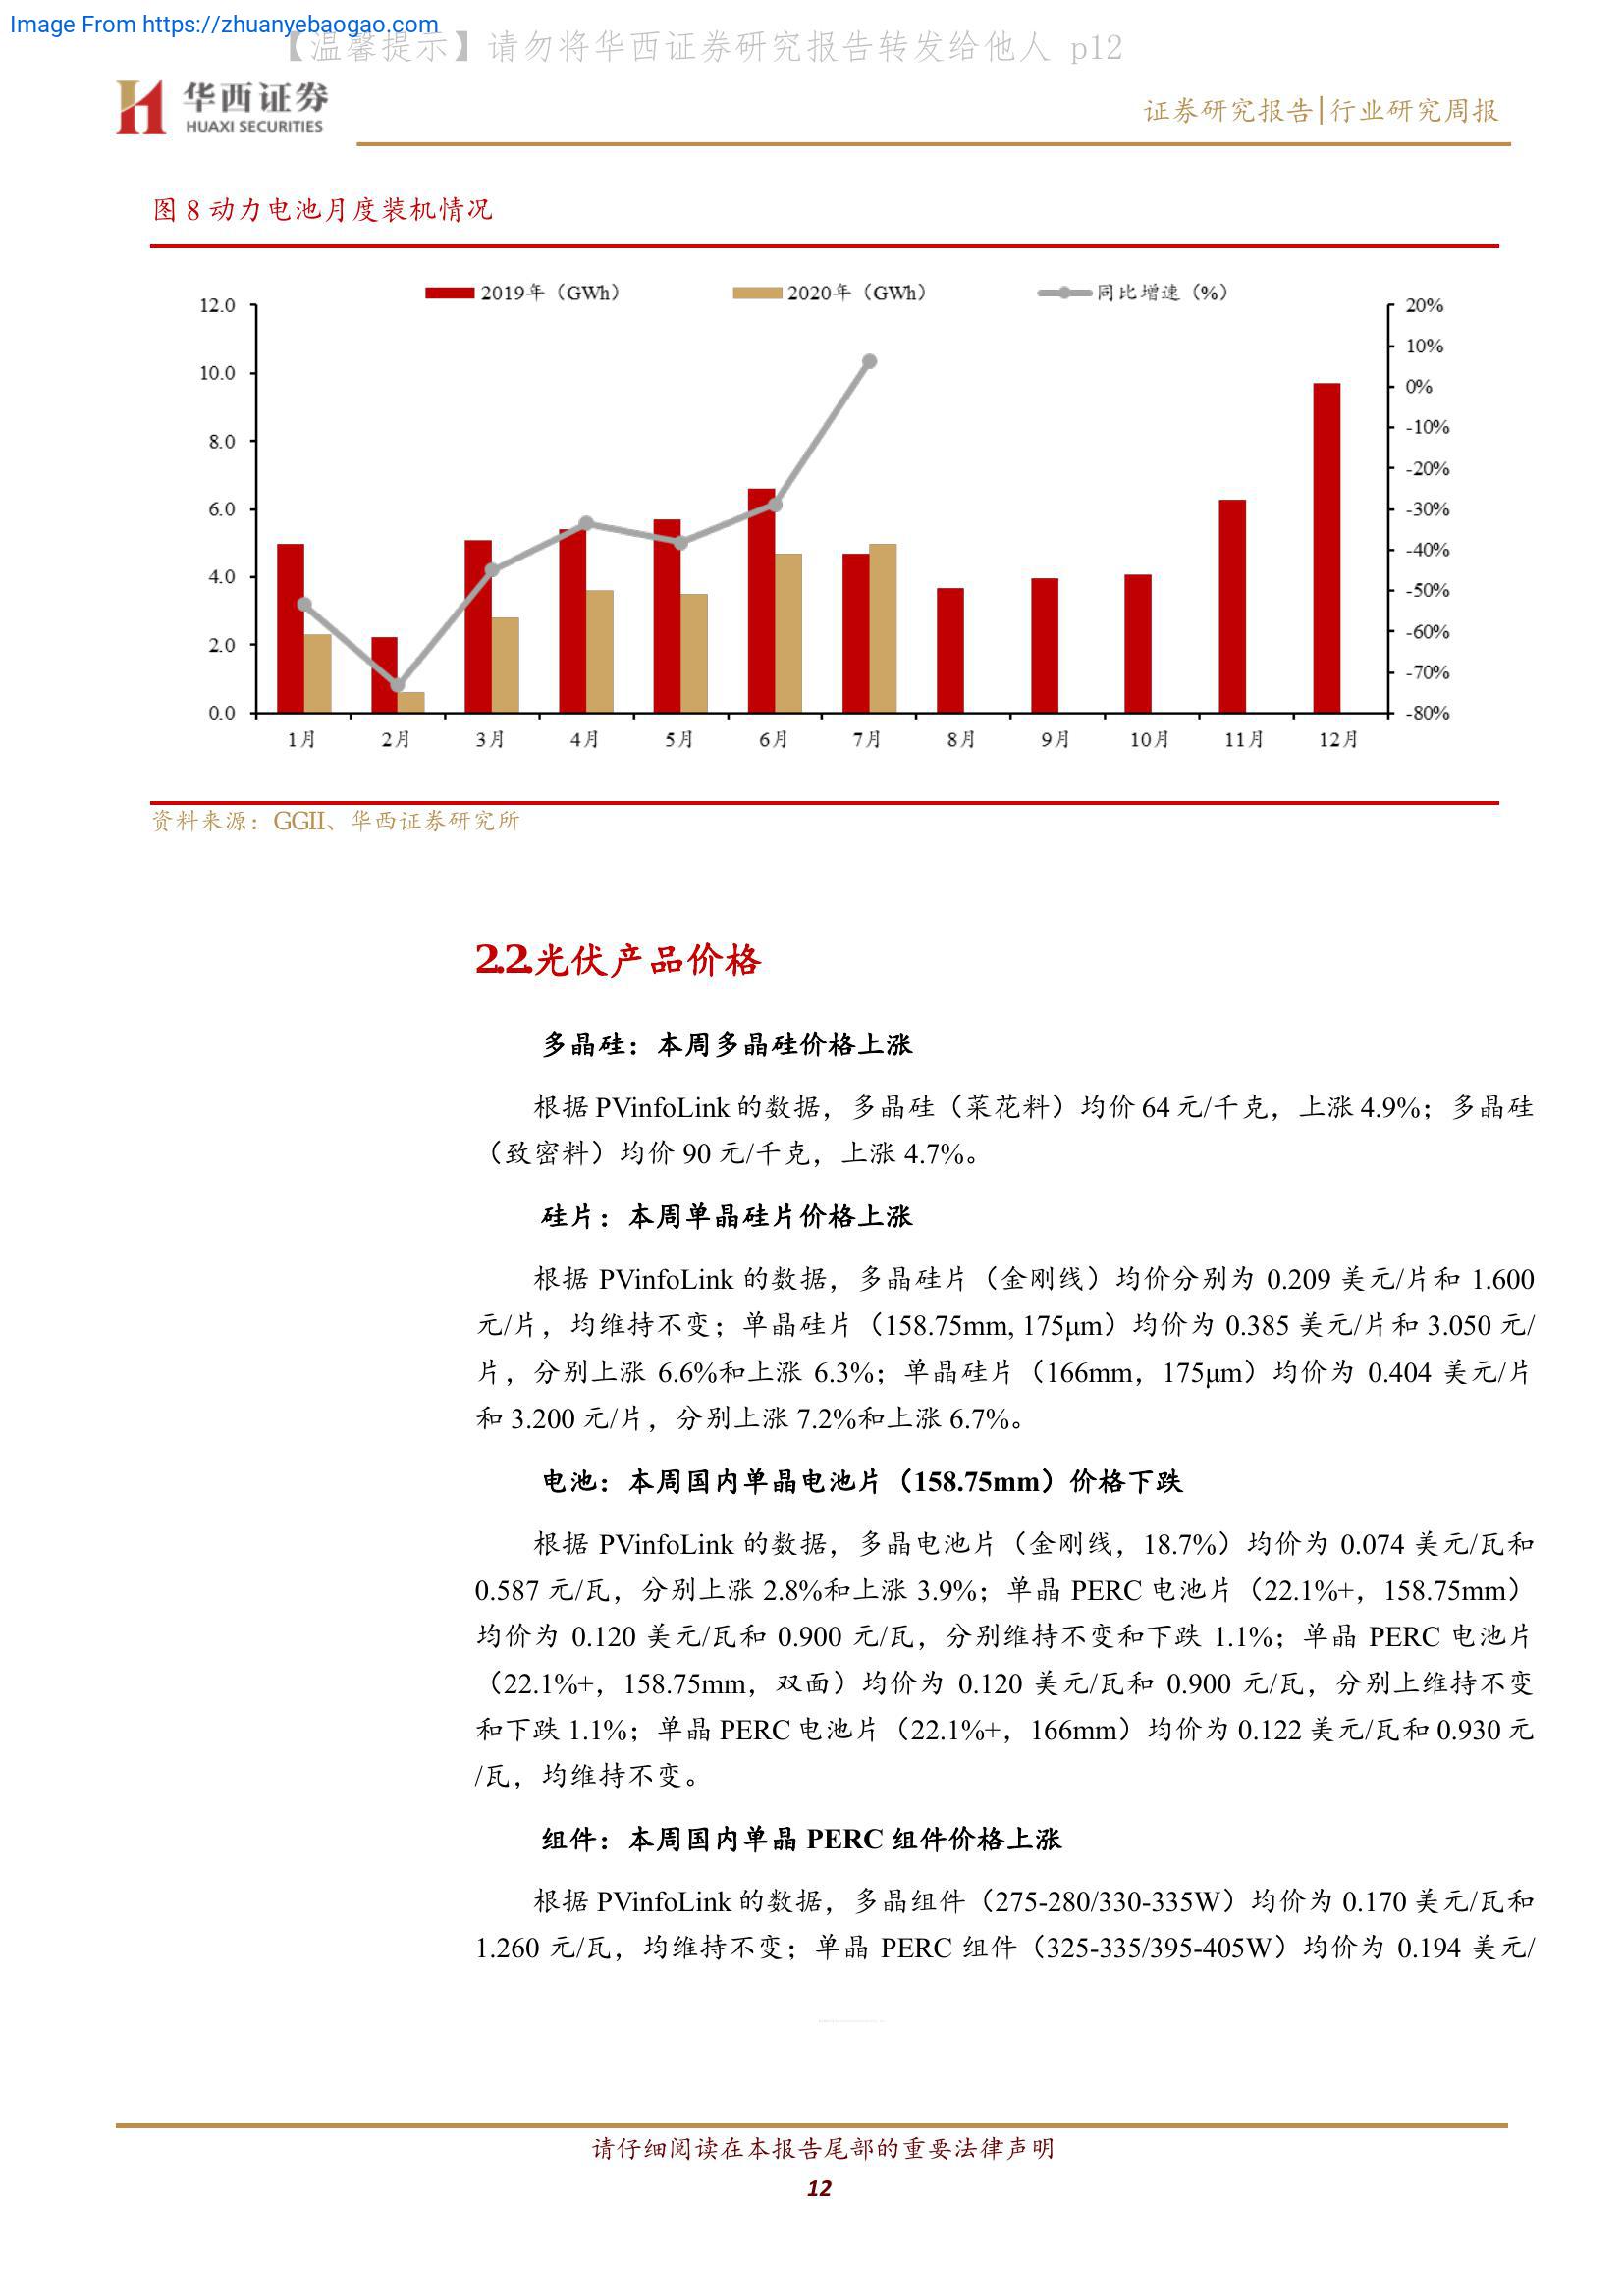 Image From https://zhuanyebaogao.com
【温馨提示】请勿将华西证券研究报告转发给他人 p12
华西证券
HUAXI SECURITIES
证券研究报告|行业研究周报
图 8 动力电池月度装机情况
2019年（GWh） 2020年（GWh） 同比增速（%）
12.0 20%
10%
10.0
0%
8.0 -10%
-20%
6.0 -30%
-40%
4.0 -50%
2.0 -60%
-70%
0.0 -80%
1月 2月 3月 4月 5月 6月 7月 8月 9月 10月 11月 12月
资料来源：GGII、华西证券研究所
2.2.光伏产品价格
多晶硅：本周多晶硅价格上涨
根据 PVinfoLink 的数据，多晶硅（菜花料）均价 64 元/千克，上涨 4.9%；多晶硅
（致密料）均价 90 元/千克，上涨 4.7%。
硅片：本周单晶硅片价格上涨
根据 PVinfoLink 的数据，多晶硅片（金刚线）均价分别为 0.209 美元/片和 1.600
元/片，均维持不变；单晶硅片（158.75mm, 175μm）均价为 0.385 美元/片和 3.050 元/
片，分别上涨 6.6%和上涨 6.3%；单晶硅片（166mm，175μm）均价为 0.404 美元/片
和 3.200 元/片，分别上涨 7.2%和上涨 6.7%。
电池：本周国内单晶电池片（158.75mm）价格下跌
根据 PVinfoLink 的数据，多晶电池片（金刚线，18.7%）均价为 0.074 美元/瓦和
0.587 元/瓦，分别上涨 2.8%和上涨 3.9%；单晶 PERC 电池片（22.1%+，158.75mm）
均价为 0.120 美元/瓦和 0.900 元/瓦，分别维持不变和下跌 1.1%；单晶 PERC 电池片
（22.1%+，158.75mm，双面）均价为 0.120 美元/瓦和 0.900 元/瓦，分别上维持不变
和下跌 1.1%；单晶 PERC 电池片（22.1%+，166mm）均价为 0.122 美元/瓦和 0.930 元
/瓦，均维持不变。
组件：本周国内单晶 PERC 组件价格上涨
根据 PVinfoLink 的数据，多晶组件（275-280/330-335W）均价为 0.170 美元/瓦和
1.260 元/瓦，均维持不变；单晶 PERC 组件（325-335/395-405W）均价为 0.194 美元/
请仔细阅读在本报告尾部的重要法律声明
12